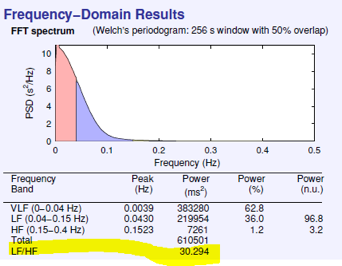 Frequency–Domain Results
FFT spectrum (Welch's periodogram: 256 s window with 50% overlap)
PSD (s²/Hz)
10
8
6
4
2
0
0 0.1 0.2 0.3 0.4 0.5
Frequency (Hz)
Frequency Peak Power Power Power
Band (Hz) (ms²) (%) (n.u.)
VLF (0–0.04 Hz) 0.0039 383280 62.8
LF (0.04–0.15 Hz) 0.0430 219954 36.0 96.8
HF (0.15–0.4 Hz) 0.1523 7261 1.2 3.2
Total 610501
LF/HF 30.294